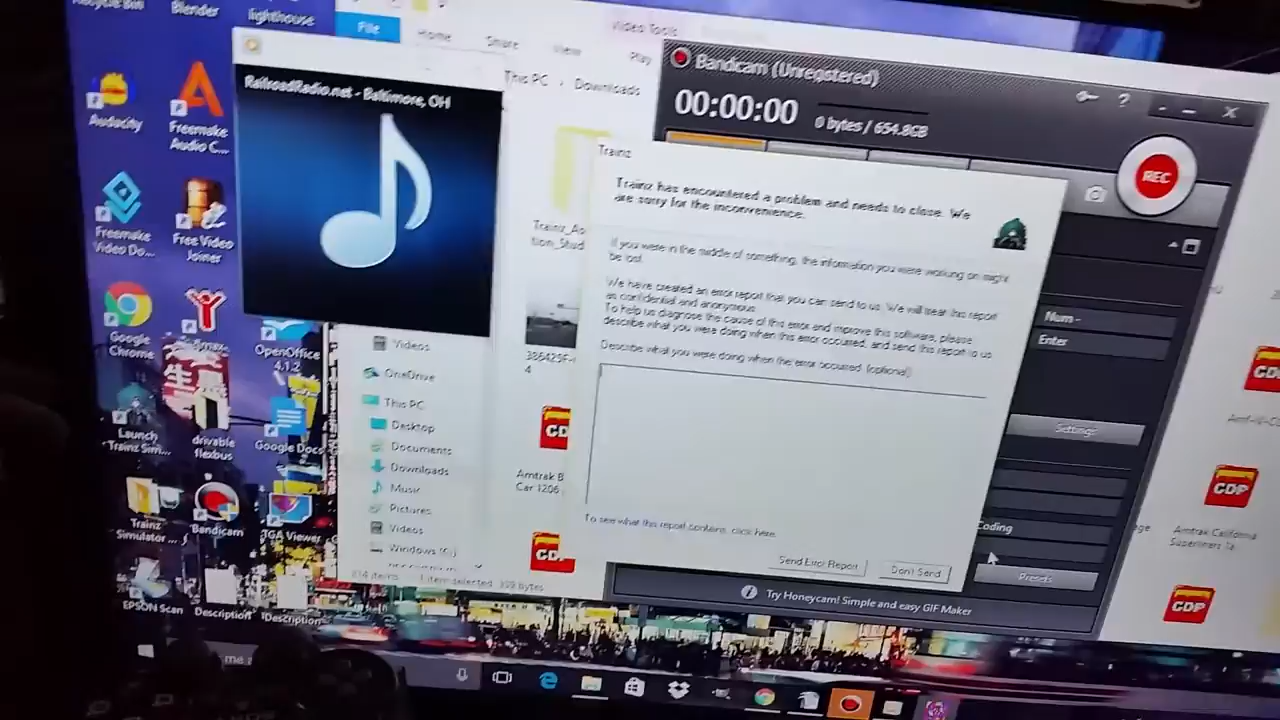 Recycle Bin
Blender
lighthouse
Audacity
Freemake
Audio C...
Freemake
Video Do...
Free Video
Joiner
Google
Chrome
OpenOffice
4.1.2
Launch
Trainz Sim...
drivable
flexbus
Google Docs
Trainz
Simulator ...
Bandicam
TGA Viewer
EPSON Scan
Description
Description
File
Home
Share
View
Video Tools
Play
This PC
Downloads
RailroadRadio.net - Baltimore, OH
Videos
OneDrive
This PC
Desktop
Documents
Downloads
Music
Pictures
Videos
Windows (C:)
1 item selected
Bandicam (Unregistered)
00:00:00
0 bytes / 654.8GB
REC
Num -
Enter
Settings
Presets
Try Honeycam! Simple and easy GIF Maker
Trainz
Trainz has encountered a problem and needs to close. We
are sorry for the inconvenience.
If you were in the middle of something, the information you were working on might
be lost.
We have created an error report that you can send to us. We will treat this report
as confidential and anonymous.
To help us diagnose the cause of this error and improve this software, please
describe what you were doing when this error occurred, and send this report to us
Describe what you were doing when the error occurred. (optional)
To see what this report contains, click here.
Send Error Report
Don't Send
Amtrak B
Car 1206
CDP
Amtrak California
Superliners 1a
CDP